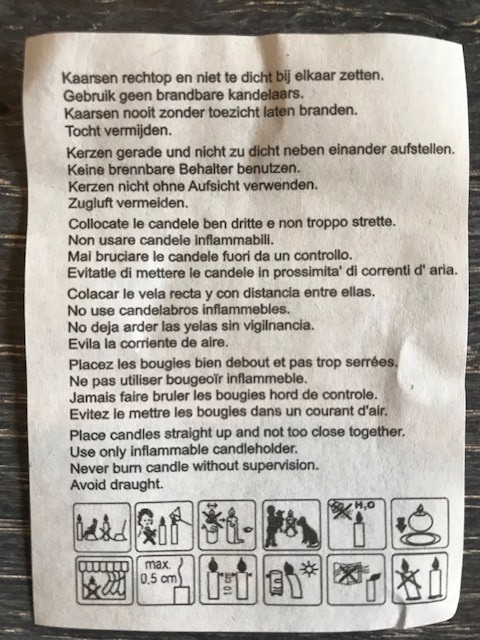 Kaarsen rechtop en niet te dicht bij elkaar zetten.
Gebruik geen brandbare kandelaars.
Kaarsen nooit zonder toezicht laten branden.
Tocht vermijden.
Kerzen gerade und nicht zu dicht neben einander aufstellen.
Keine brennbare Behalter benutzen.
Kerzen nicht ohne Aufsicht verwenden.
Zugluft vermeiden.
Collocate le candele ben dritte e non troppo strette.
Non usare candele inflammabili.
Mai bruciare le candele fuori da un controllo.
Evitatle di mettere le candele in prossimita' di correnti d' aria.
Colacar le vela recta y con distancia entre ellas.
No use candelabros inflammebles.
No deja arder las yelas sin vigilnancia.
Evila la corriente de aire.
Placez les bougies bien debout et pas trop serrées.
Ne pas utiliser bougeoïr inflammeble.
Jamais faire bruler les bougies hord de controle.
Evitez le mettre les bougies dans un courant d'air.
Place candles straight up and not too close together.
Use only inflammable candleholder.
Never burn candle without supervision.
Avoid draught.
H₂O
max.
0,5 cm